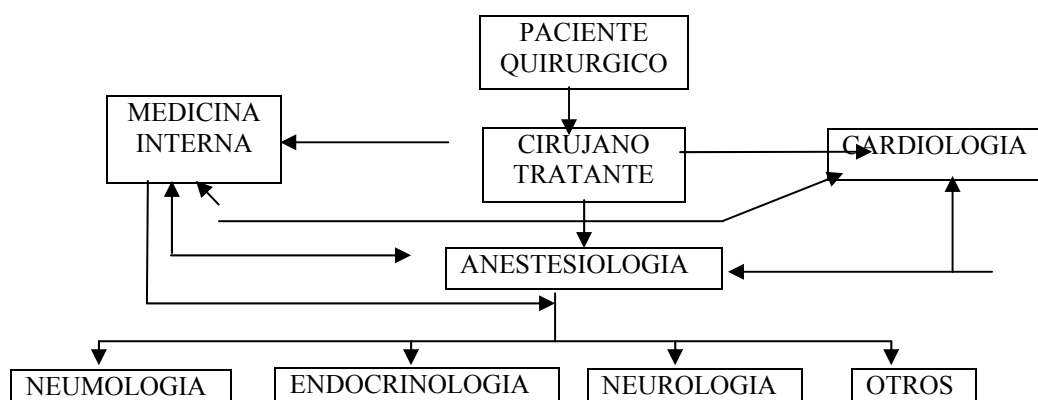 PACIENTE
QUIRURGICO
MEDICINA
INTERNA
CIRUJANO
TRATANTE
CARDIOLOGIA
ANESTESIOLOGIA
NEUMOLOGIA
ENDOCRINOLOGIA
NEUROLOGIA
OTROS